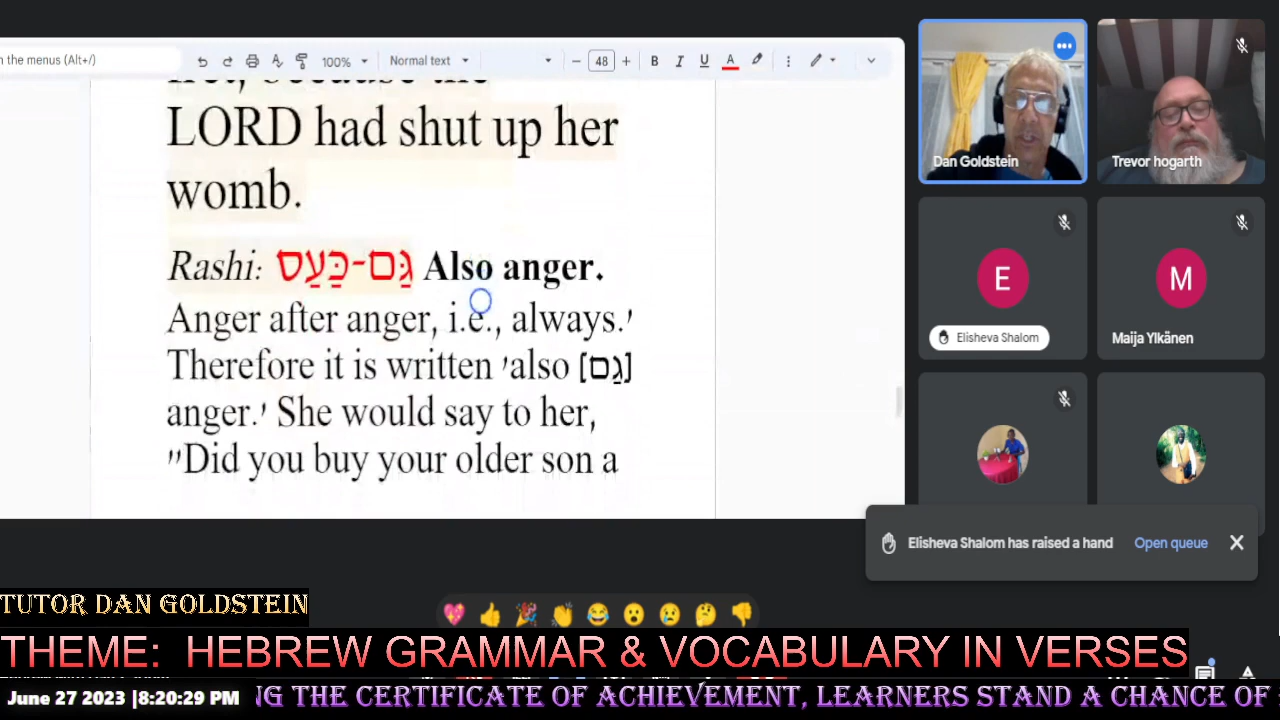 n the menus (Alt+/)
100%
Normal text
48
B I U A
LORD had shut up her
womb.
Rashi: גַּם-כַּעַס Also anger.
Anger after anger, i.e., always.'
Therefore it is written 'also [גַּם]
anger.' She would say to her,
"Did you buy your older son a
Dan Goldstein
Trevor hogarth
E
Elisheva Shalom
M
Maija Ylkänen
Elisheva Shalom has raised a hand
Open queue
TUTOR DAN GOLDSTEIN
THEME: HEBREW GRAMMAR & VOCABULARY IN VERSES
June 27 2023 |8:20:29 PM
NG THE CERTIFICATE OF ACHIEVEMENT, LEARNERS STAND A CHANCE OF